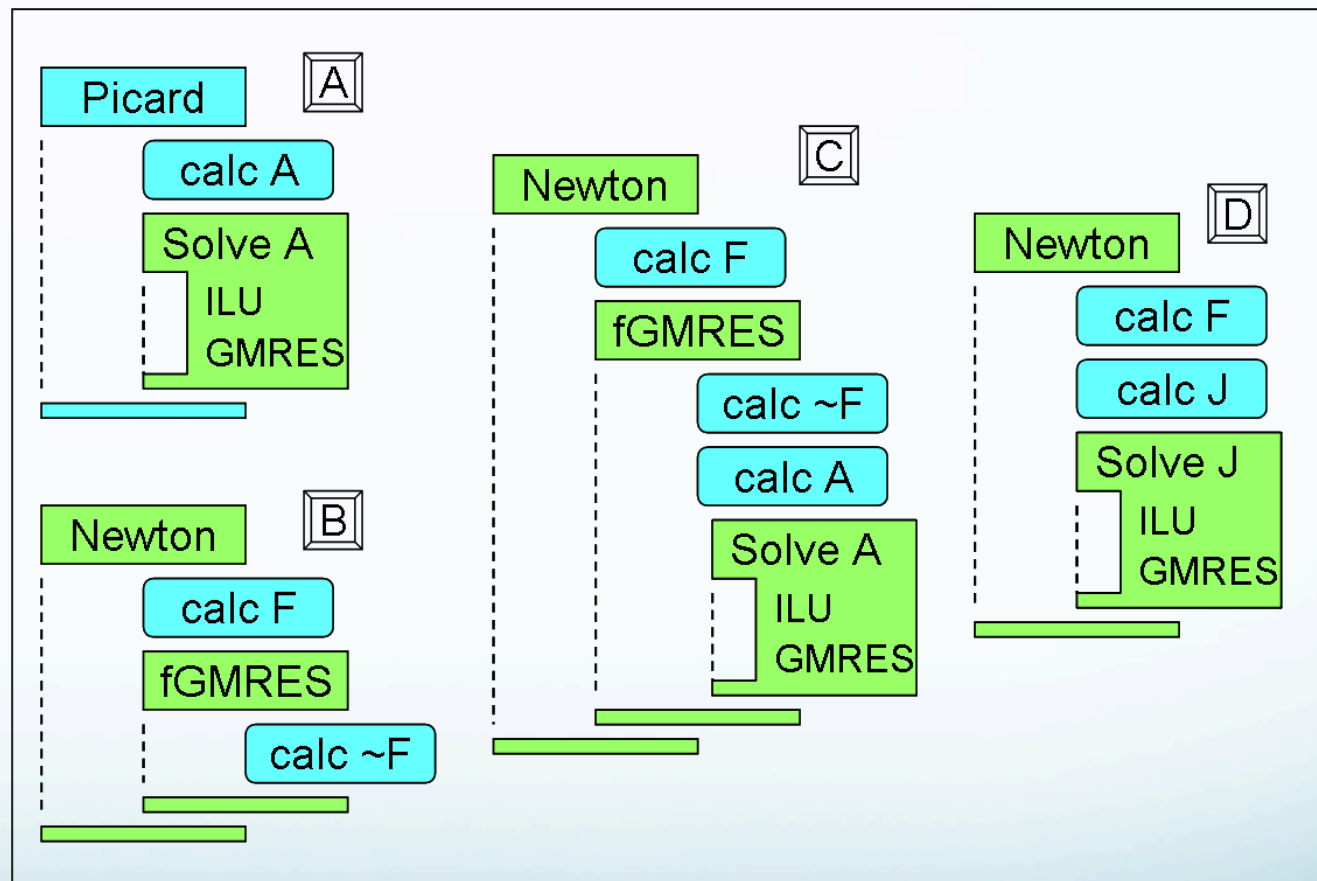 Picard
A
calc A
Solve A
ILU
GMRES
Newton
B
calc F
fGMRES
calc ~F
Newton
C
calc F
fGMRES
calc ~F
calc A
Solve A
ILU
GMRES
Newton
D
calc F
calc J
Solve J
ILU
GMRES